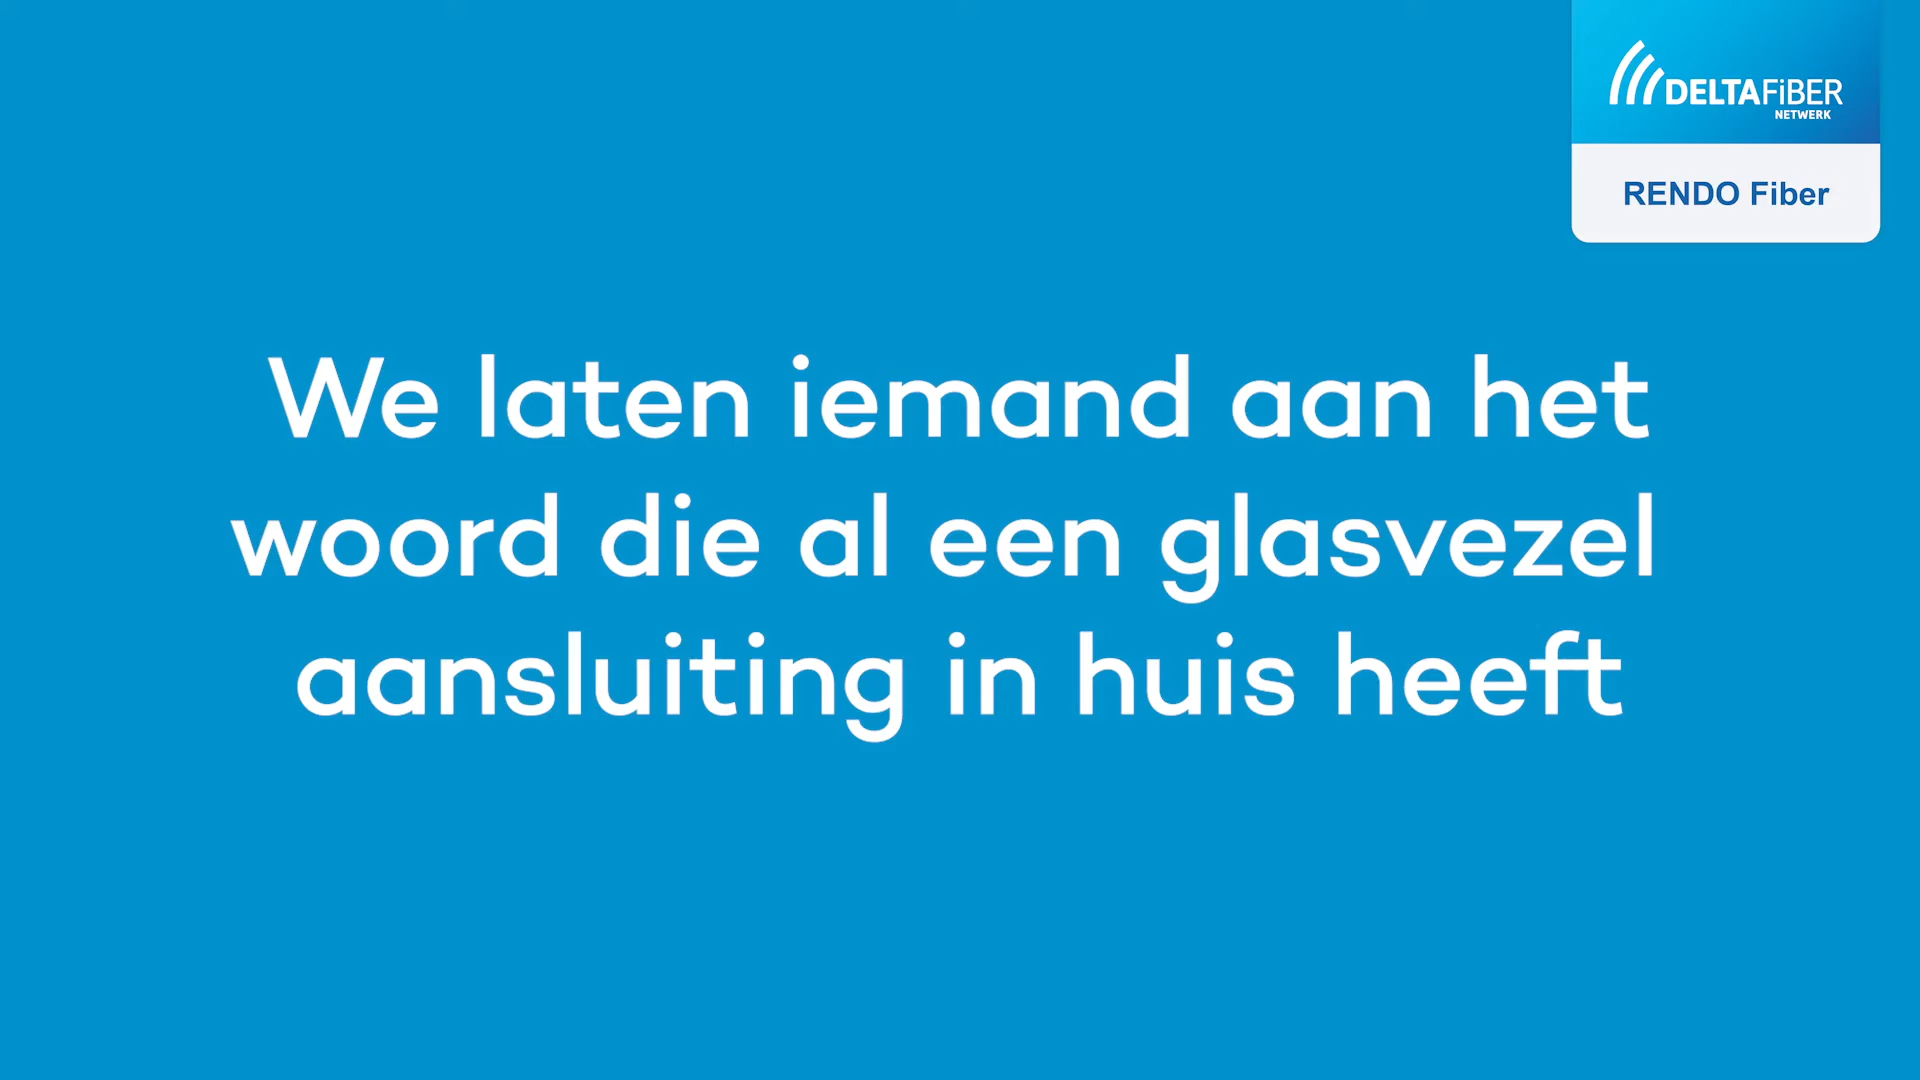 DELTAFiBER
NETWERK
RENDO Fiber
We laten iemand aan het
woord die al een glasvezel
aansluiting in huis heeft